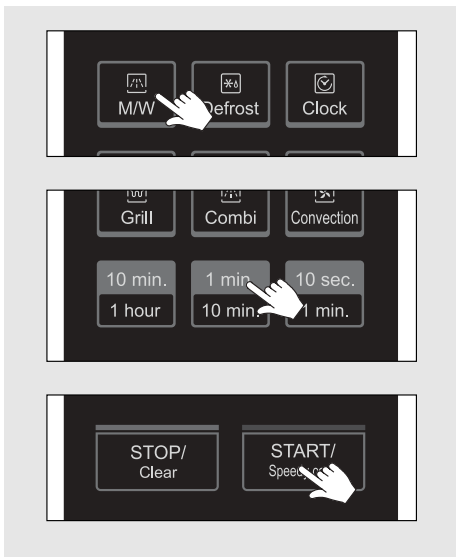 M/W Defrost Clock
Grill Combi Convection
10 min. 1 min. 10 sec.
1 hour 10 min. 1 min.
STOP/ START/
Clear Speedy